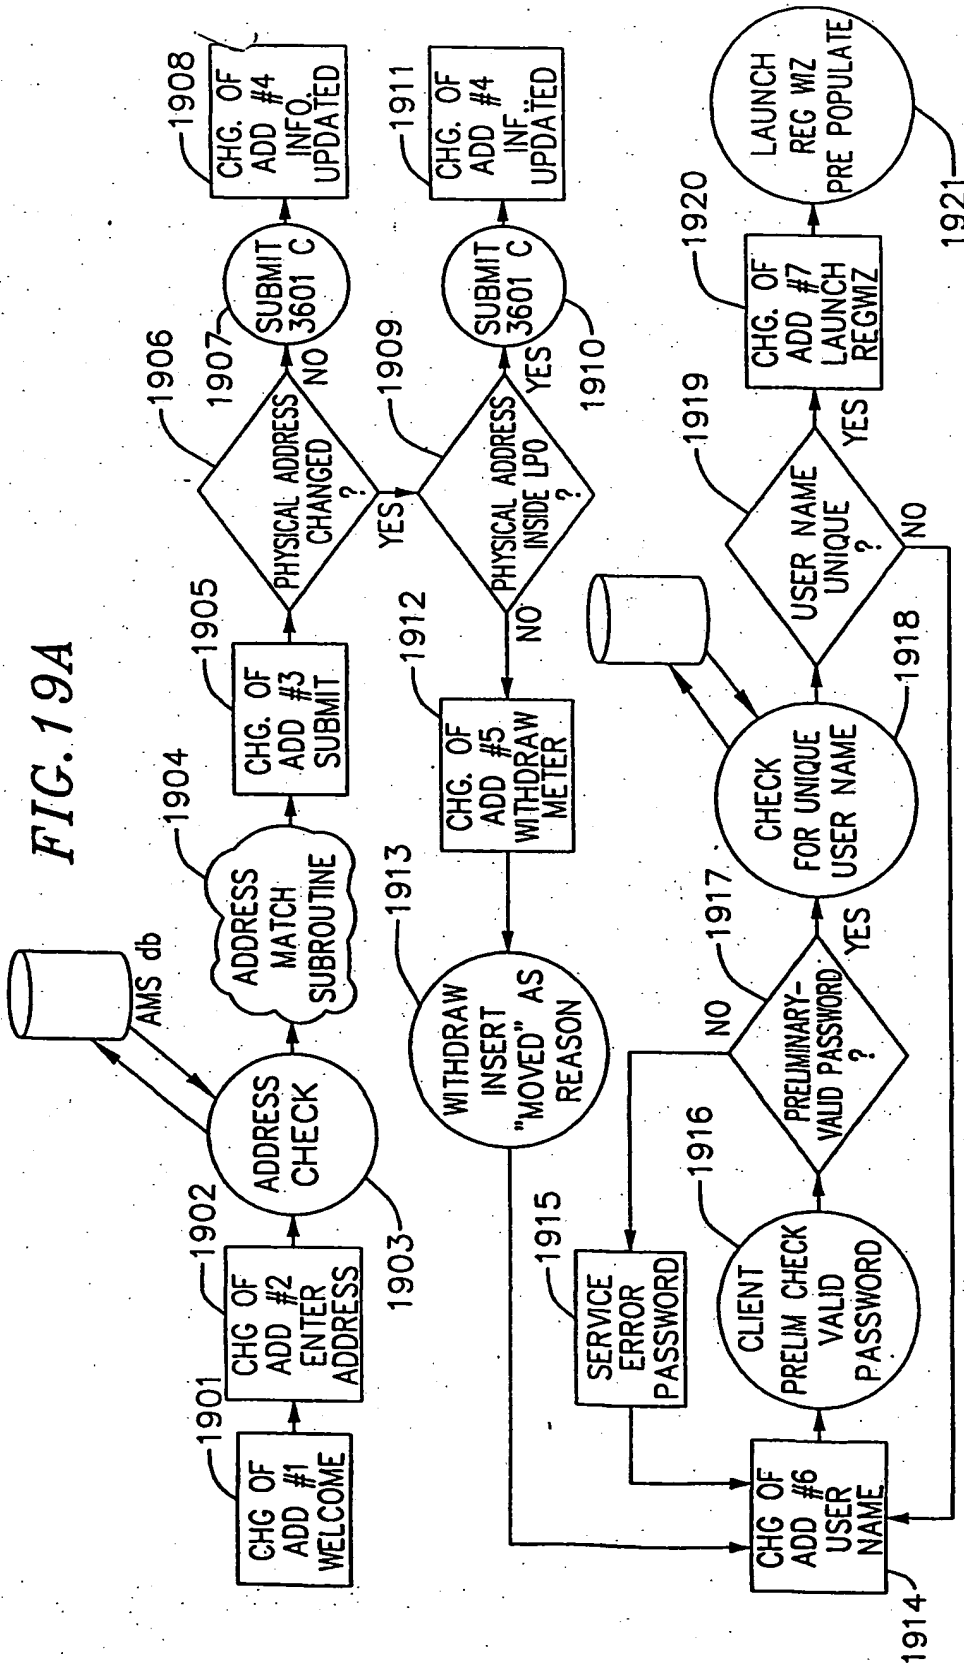 FIG. 19A
1901
CHG OF
ADD #1
WELCOME
1902
CHG OF
ADD #2
ENTER
ADDRESS
1903
ADDRESS
CHECK
AMS db
1904
ADDRESS
MATCH
SUBROUTINE
1905
CHG. OF
ADD #3
SUBMIT
1906
PHYSICAL ADDRESS
CHANGED
?
NO
YES
1907
SUBMIT
3601 C
1908
CHG. OF
ADD #4
INFO.
UPDATED
1909
PHYSICAL ADDRESS
INSIDE LPO
?
YES
NO
1910
SUBMIT
3601 C
1911
CHG. OF
ADD #4
INF.
UPDATED
1912
CHG. OF
ADD #5
WITHDRAW
METER
1913
WITHDRAW
INSERT
"MOVED" AS
REASON
1914
CHG OF
ADD #6
USER
NAME
1915
SERVICE
ERROR
PASSWORD
1916
CLIENT
PRELIM CHECK
VALID
PASSWORD
1917
PRELIMINARY-
VALID PASSWORD
?
NO
YES
1918
CHECK
FOR UNIQUE
USER NAME
1919
USER NAME
UNIQUE
?
YES
NO
1920
CHG. OF
ADD #7
LAUNCH
REGWIZ
1921
LAUNCH
REG WIZ
PRE POPULATE